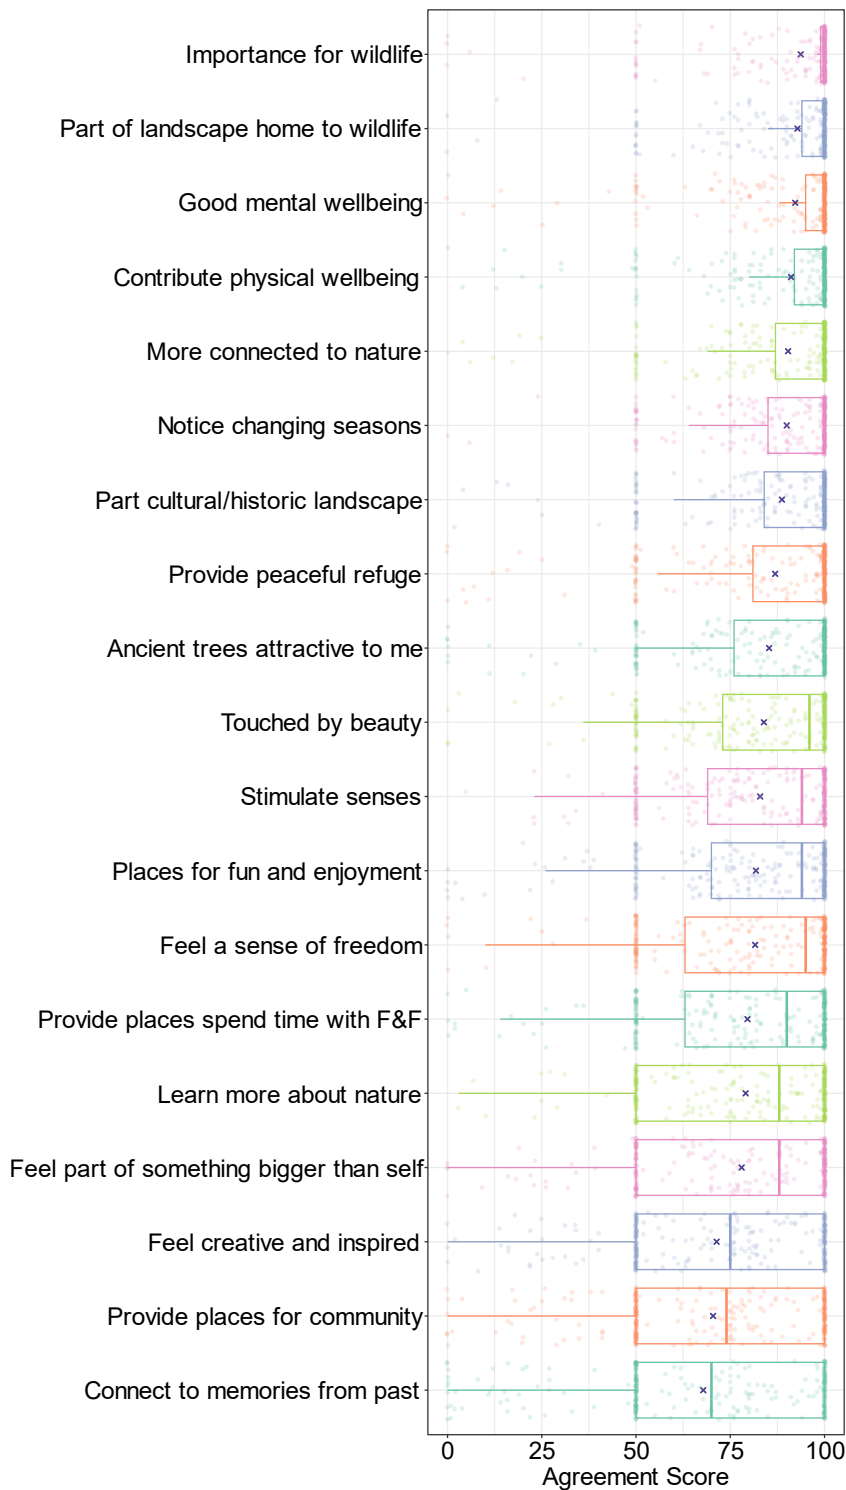 Importance for wildlife
Part of landscape home to wildlife
Good mental wellbeing
Contribute physical wellbeing
More connected to nature
Notice changing seasons
Part cultural/historic landscape
Provide peaceful refuge
Ancient trees attractive to me
Touched by beauty
Stimulate senses
Places for fun and enjoyment
Feel a sense of freedom
Provide places spend time with F&F
Learn more about nature
Feel part of something bigger than self
Feel creative and inspired
Provide places for community
Connect to memories from past
0 25 50 75 100
Agreement Score